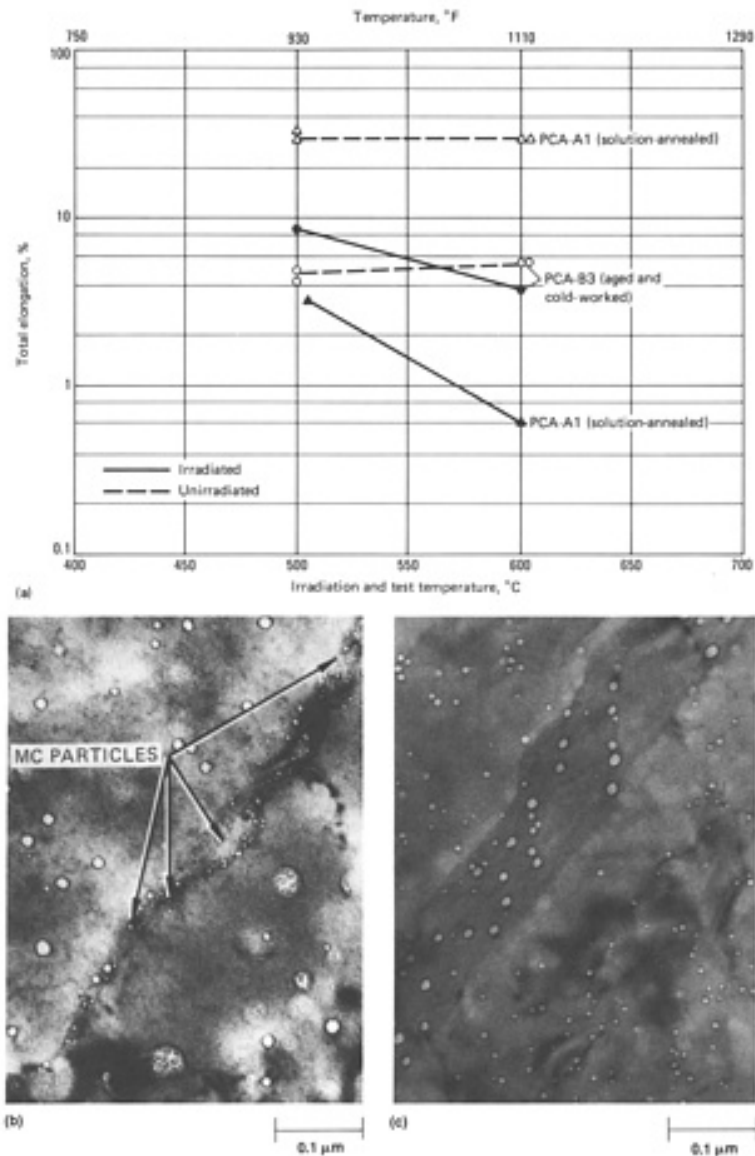 Temperature, °F
750 930 1110 1290
100
PCA-A1 (solution-annealed)
10
PCA-B3 (aged and
cold-worked)
Total elongation, %
1
PCA-A1 (solution-annealed)
Irradiated
Unirradiated
0.1
400 450 500 550 600 650 700
(a)
Irradiation and test temperature, °C
MC PARTICLES
(b)
0.1 μm
(c)
0.1 μm